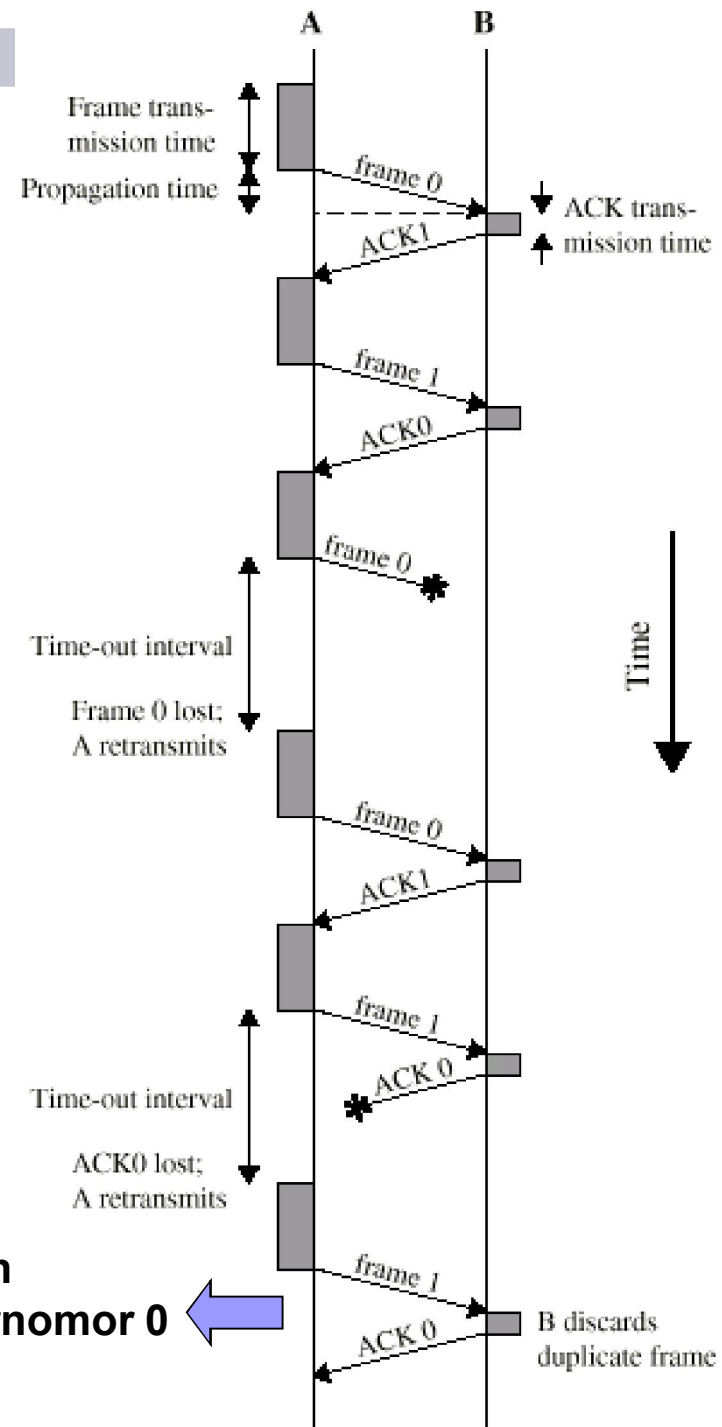 A
B
Frame trans-
mission time
frame 0
Propagation time
ACK trans-
mission time
ACK1
frame 1
ACK0
frame 0
Time
Time-out interval
Frame 0 lost;
A retransmits
frame 0
ACK1
frame 1
ACK 0
Time-out interval
ACK0 lost;
A retransmits
frame 1
nomor 0
B discards
duplicate frame
ACK 0